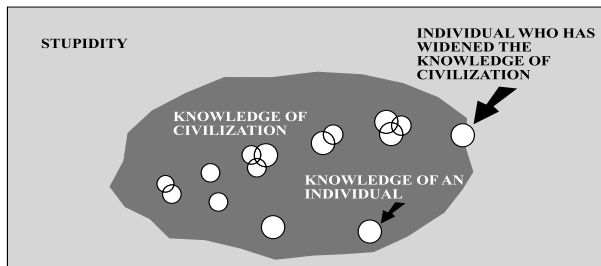 STUPIDITY
INDIVIDUAL WHO HAS
WIDENED THE
KNOWLEDGE OF
CIVILIZATION
KNOWLEDGE OF
CIVILIZATION
KNOWLEDGE OF AN
INDIVIDUAL